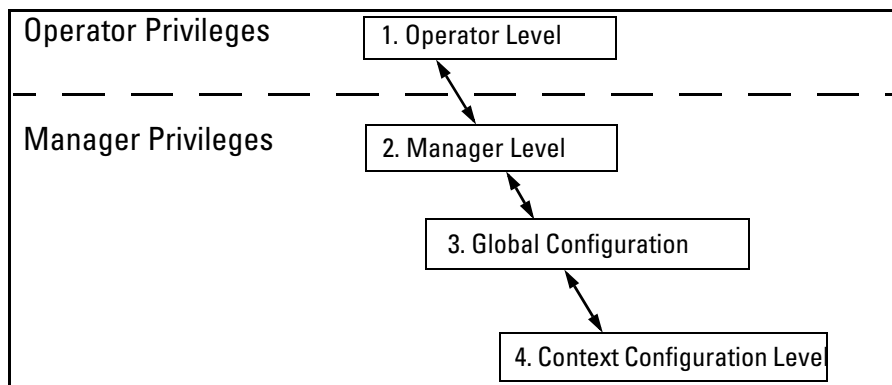 Operator Privileges
1. Operator Level
Manager Privileges
2. Manager Level
3. Global Configuration
4. Context Configuration Level